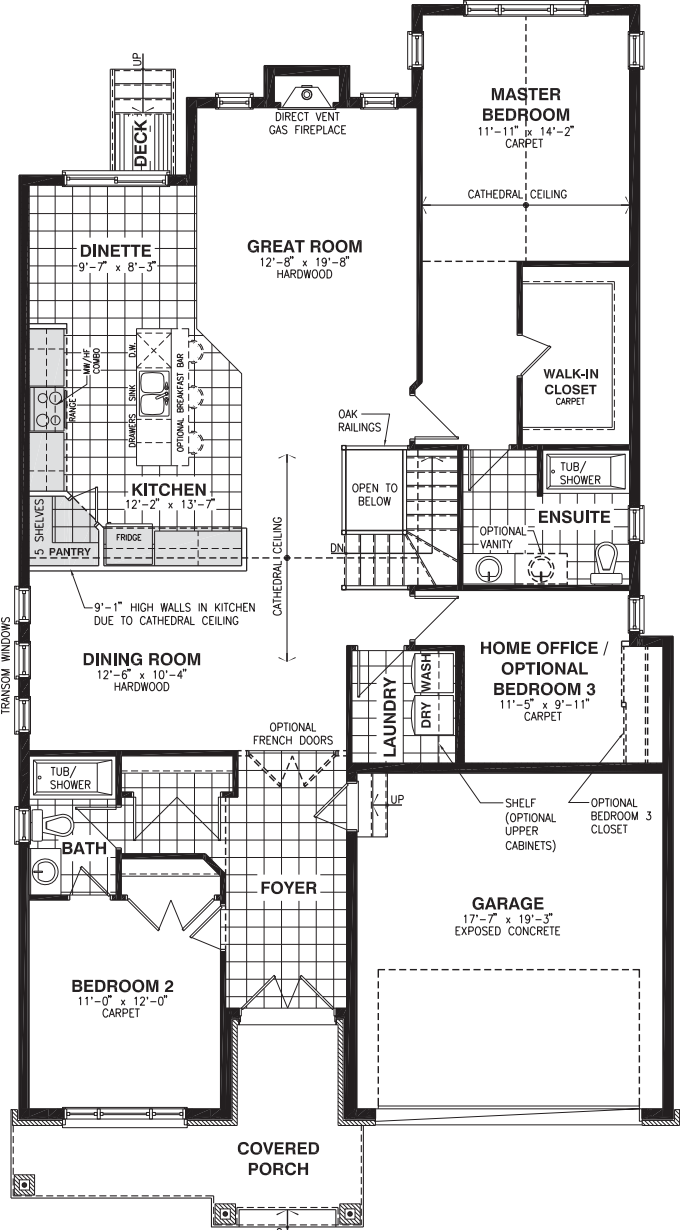 UP
DECK
DIRECT VENT
GAS FIREPLACE
MASTER
BEDROOM
11'-11" x 14'-2"
CARPET
CATHEDRAL CEILING
DINETTE
9'-7" x 8'-3"
GREAT ROOM
12'-8" x 19'-8"
HARDWOOD
MW/HF
COMBO
RANGE
D.W.
SINK
DRAWERS
OPTIONAL BREAKFAST BAR
WALK-IN
CLOSET
CARPET
OAK
RAILINGS
OPEN TO
BELOW
DN
TUB/
SHOWER
ENSUITE
OPTIONAL
VANITY
KITCHEN
12'-2" x 13'-7"
5 SHELVES
PANTRY
FRIDGE
CATHEDRAL CEILING
9'-1" HIGH WALLS IN KITCHEN
DUE TO CATHEDRAL CEILING
TRANSOM WINDOWS
DINING ROOM
12'-6" x 10'-4"
HARDWOOD
LAUNDRY
WASH
DRY
HOME OFFICE /
OPTIONAL
BEDROOM 3
11'-5" x 9'-11"
CARPET
OPTIONAL
FRENCH DOORS
TUB/
SHOWER
BATH
UP
SHELF
(OPTIONAL
UPPER
CABINETS)
OPTIONAL
BEDROOM 3
CLOSET
FOYER
GARAGE
17'-7" x 19'-3"
EXPOSED CONCRETE
BEDROOM 2
11'-0" x 12'-0"
CARPET
COVERED
PORCH